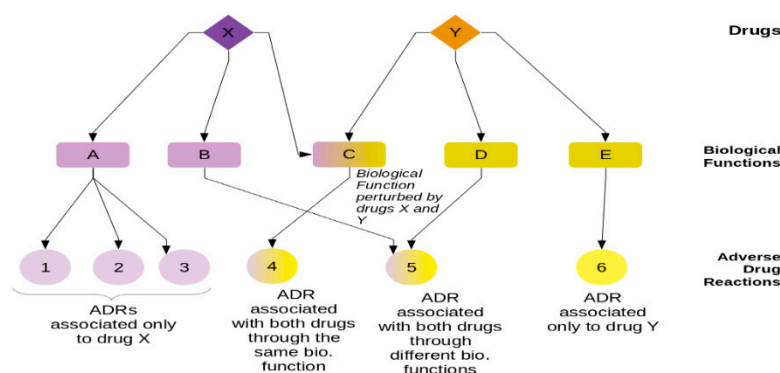 X
Y
Drugs
A
B
C
D
E
Biological
Functions
Biological
Function
perturbed by
drugs X and
Y
1
2
3
4
5
6
Adverse
Drug
Reactions
ADRs
associated only
to drug X
ADR
associated
with both drugs
through the
same bio.
function
ADR
associated
with both drugs
through
different bio.
functions
ADR
associated
only to drug Y